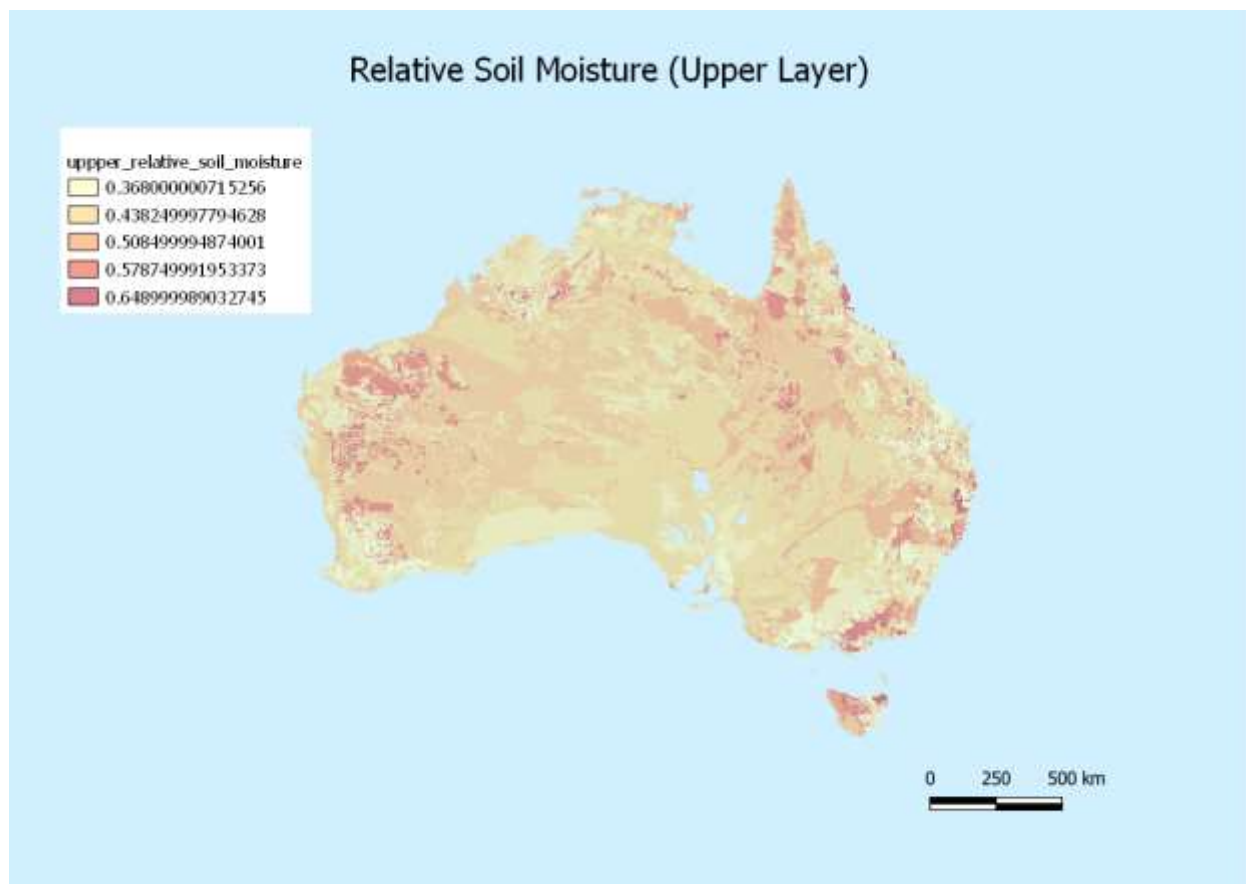 Relative Soil Moisture (Upper Layer)
uppper_relative_soil_moisture
0.368000000715256
0.438249997794628
0.508499994874001
0.578749991953373
0.648999989032745
0 250 500 km